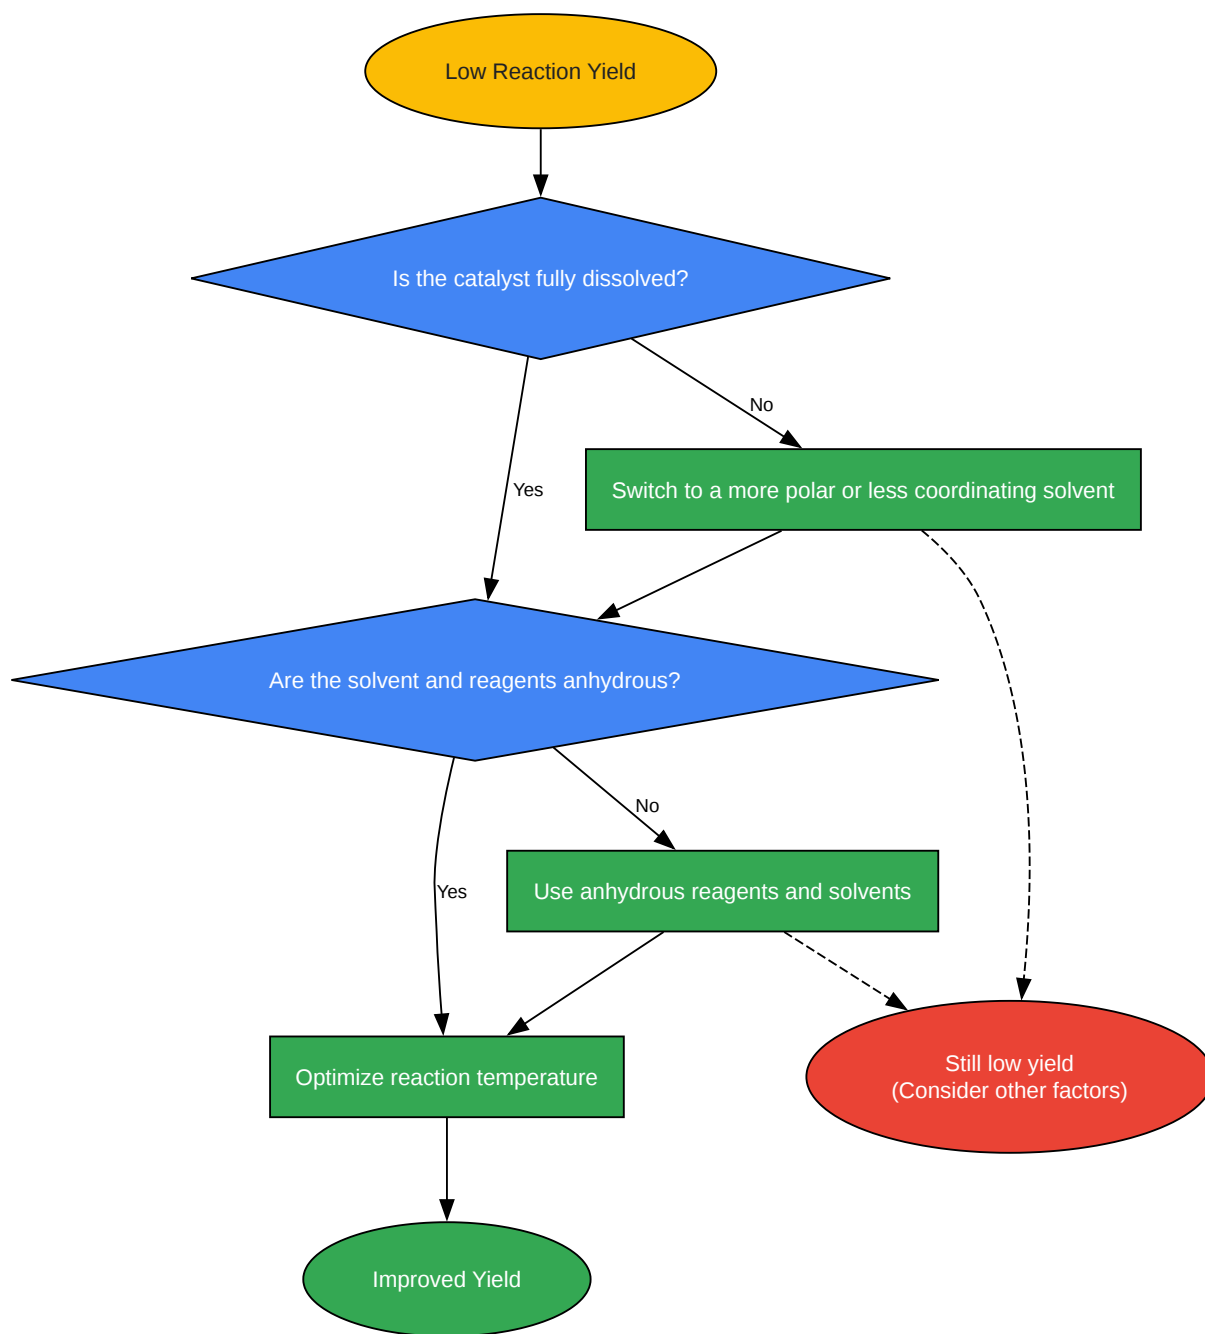 Low Reaction Yield
Is the catalyst fully dissolved?
No
Yes
Switch to a more polar or less coordinating solvent
Are the solvent and reagents anhydrous?
No
Yes
Use anhydrous reagents and solvents
Still low yield
(Consider other factors)
Optimize reaction temperature
Improved Yield